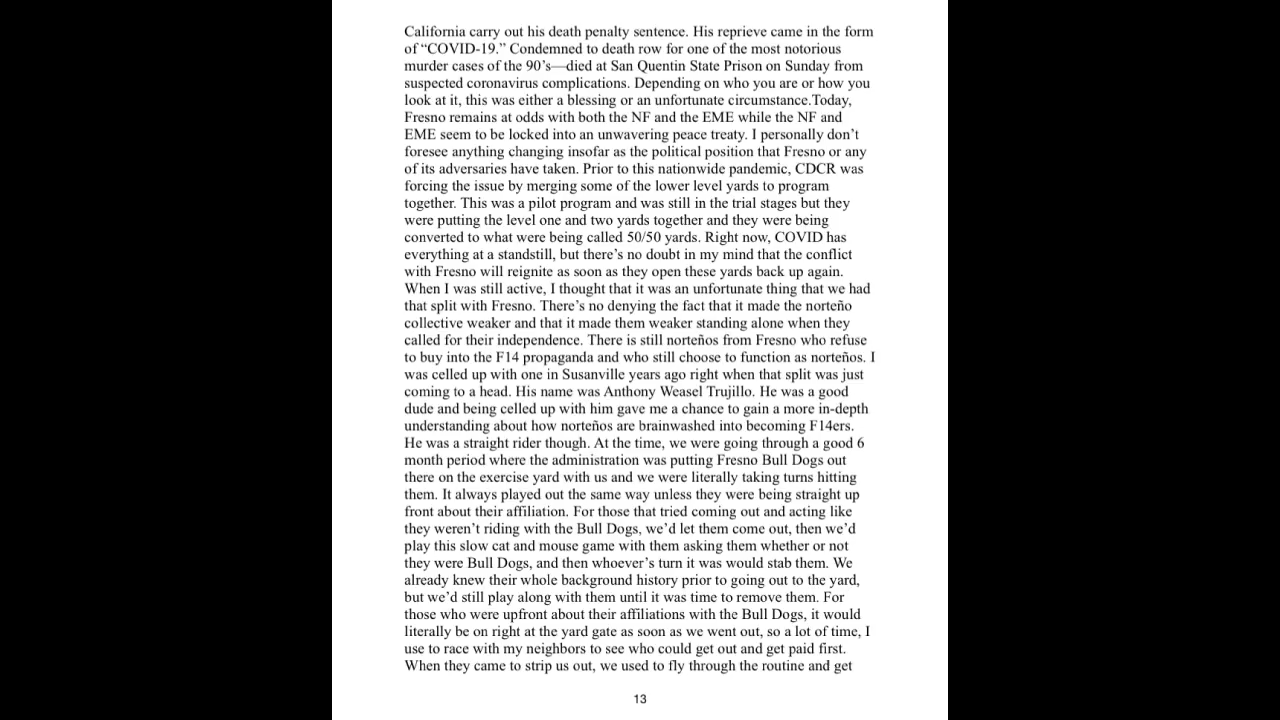 California carry out his death penalty sentence. His reprieve came in the form
of “COVID-19.” Condemned to death row for one of the most notorious
murder cases of the 90’s—died at San Quentin State Prison on Sunday from
suspected coronavirus complications. Depending on who you are or how you
look at it, this was either a blessing or an unfortunate circumstance.Today,
Fresno remains at odds with both the NF and the EME while the NF and
EME seem to be locked into an unwavering peace treaty. I personally don’t
foresee anything changing insofar as the political position that Fresno or any
of its adversaries have taken. Prior to this nationwide pandemic, CDCR was
forcing the issue by merging some of the lower level yards to program
together. This was a pilot program and was still in the trial stages but they
were putting the level one and two yards together and they were being
converted to what were being called 50/50 yards. Right now, COVID has
everything at a standstill, but there’s no doubt in my mind that the conflict
with Fresno will reignite as soon as they open these yards back up again.
When I was still active, I thought that it was an unfortunate thing that we had
that split with Fresno. There’s no denying the fact that it made the norteño
collective weaker and that it made them weaker standing alone when they
called for their independence. There is still norteños from Fresno who refuse
to buy into the F14 propaganda and who still choose to function as norteños. I
was celled up with one in Susanville years ago right when that split was just
coming to a head. His name was Anthony Weasel Trujillo. He was a good
dude and being celled up with him gave me a chance to gain a more in-depth
understanding about how norteños are brainwashed into becoming F14ers.
He was a straight rider though. At the time, we were going through a good 6
month period where the administration was putting Fresno Bull Dogs out
there on the exercise yard with us and we were literally taking turns hitting
them. It always played out the same way unless they were being straight up
front about their affiliation. For those that tried coming out and acting like
they weren’t riding with the Bull Dogs, we’d let them come out, then we’d
play this slow cat and mouse game with them asking them whether or not
they were Bull Dogs, and then whoever’s turn it was would stab them. We
already knew their whole background history prior to going out to the yard,
but we’d still play along with them until it was time to remove them. For
those who were upfront about their affiliations with the Bull Dogs, it would
literally be on right at the yard gate as soon as we went out, so a lot of time, I
use to race with my neighbors to see who could get out and get paid first.
When they came to strip us out, we used to fly through the routine and get
13